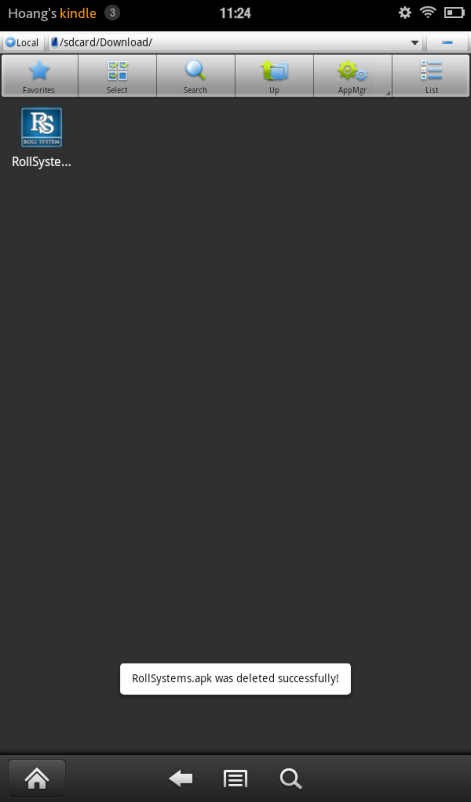 Hoang's kindle 3
11:24
Local /sdcard/Download/
Favorites Select Search Up AppMgr List
RS
ROLL SYSTEM
RollSyste...
RollSystems.apk was deleted successfully!